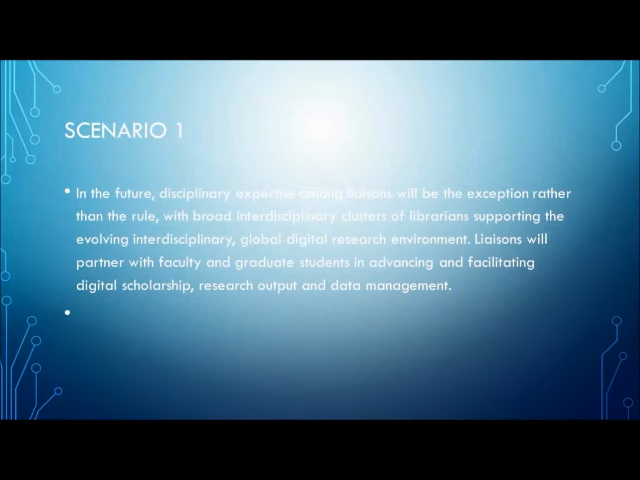 SCENARIO 1
• In the future, disciplinary expertise among liaisons will be the exception rather
than the rule, with broad interdisciplinary clusters of librarians supporting the
evolving interdisciplinary, global digital research environment. Liaisons will
partner with faculty and graduate students in advancing and facilitating
digital scholarship, research output and data management.
•